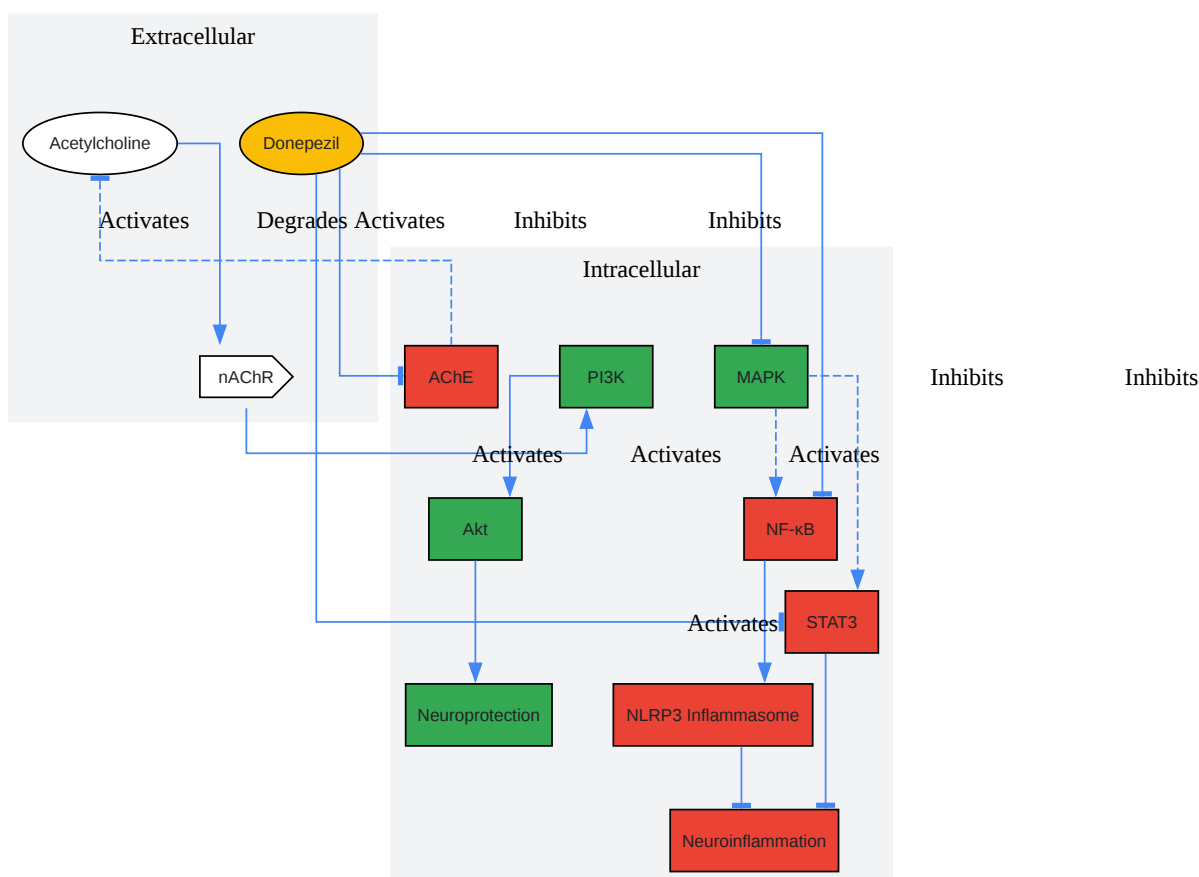 Extracellular
Acetylcholine
Donepezil
Activates
Degrades
Activates
Inhibits
Inhibits
Intracellular
nAChR
AChE
PI3K
MAPK
Inhibits
Inhibits
Activates
Activates
Activates
Akt
NF-κB
Activates
STAT3
Neuroprotection
NLRP3 Inflammasome
Neuroinflammation